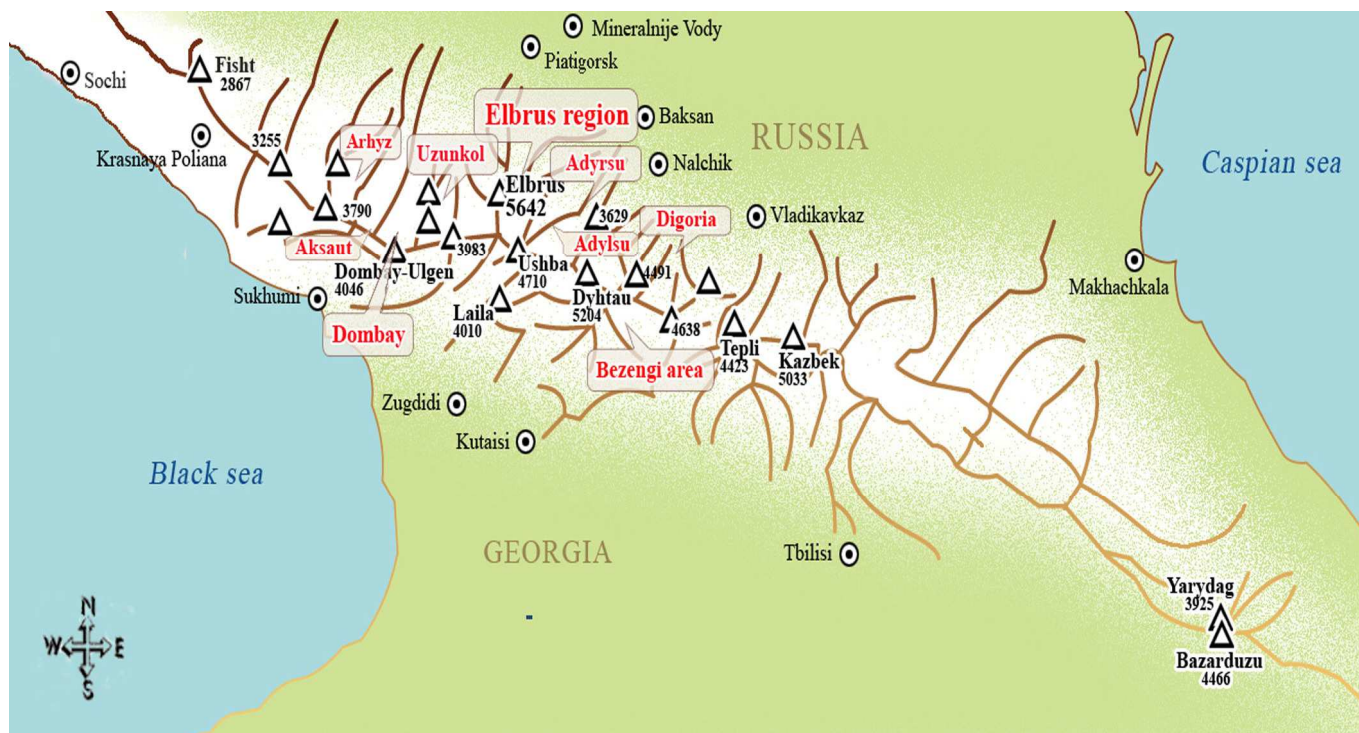 Mineralnije Vody
Piatigorsk
Sochi
Fisht
2867
Elbrus region
Baksan
RUSSIA
Krasnaya Poliana
3255
Arhyz
Uzunkol
Adyrsu
Nalchik
Caspian sea
Elbrus
5642
3790
3629
Digoria
Vladikavkaz
Aksaut
3983
Adylsu
Dombay-Ulgen
4046
Ushba
4710
4491
Makhachkala
Sukhumi
Laila
4010
Dyhtau
5204
4638
Dombay
Tepli
4423
Kazbek
5033
Bezengi area
Zugdidi
Kutaisi
Black sea
GEORGIA
Tbilisi
Yarydag
3925
N
W E
S
Bazarduzu
4466